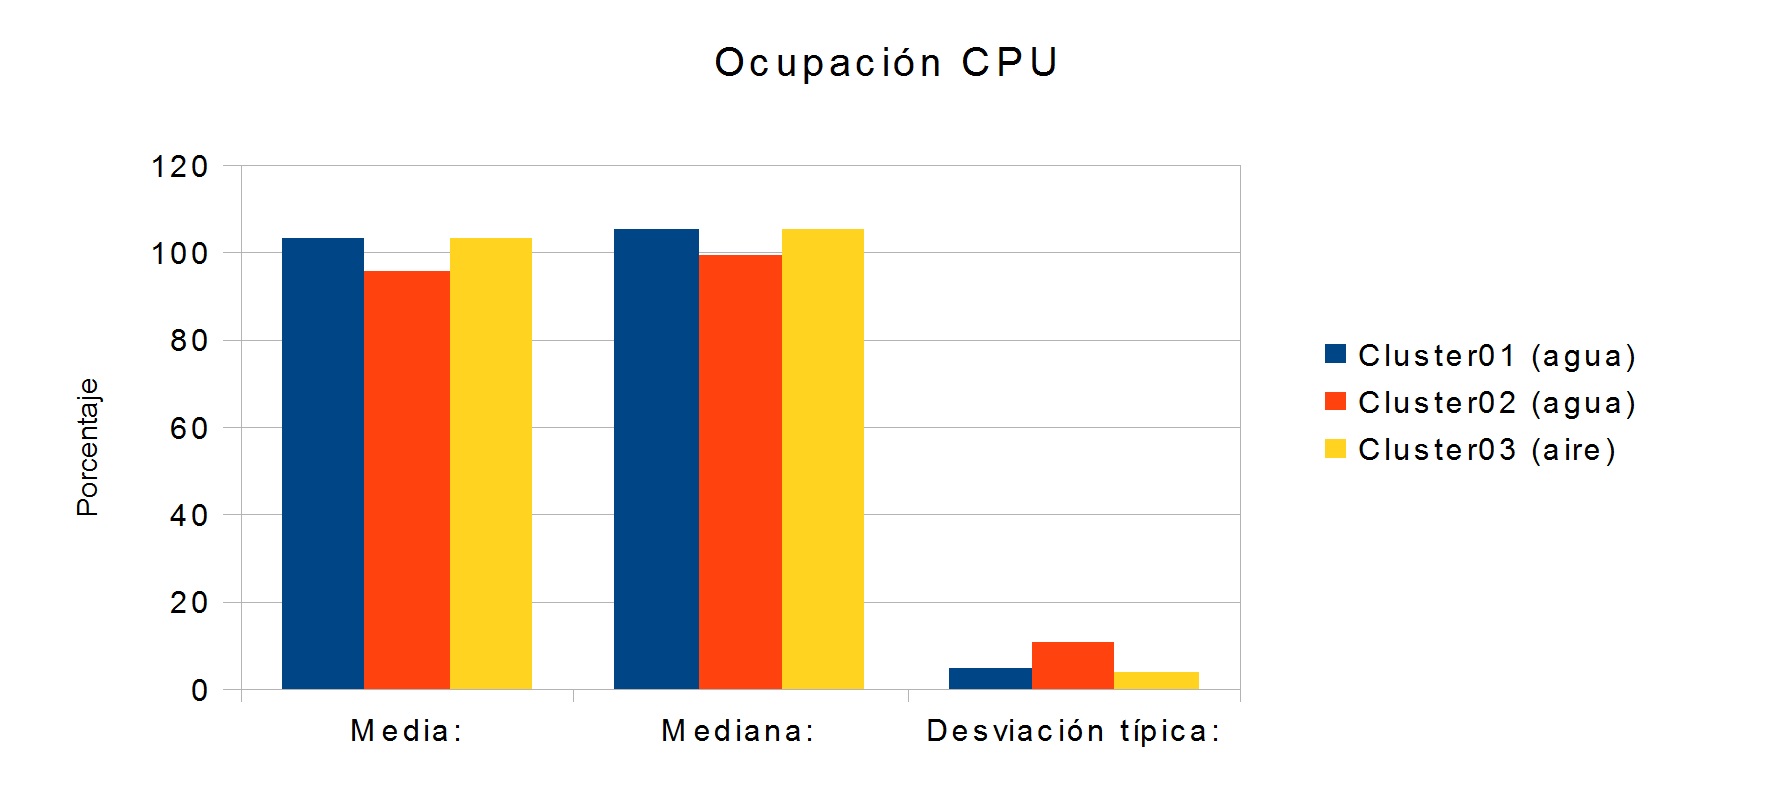 Ocupación CPU
120
100
80
60
40
20
0
Porcentaje
Media:
Mediana:
Desviación típica:
Cluster01 (agua)
Cluster02 (agua)
Cluster03 (aire)